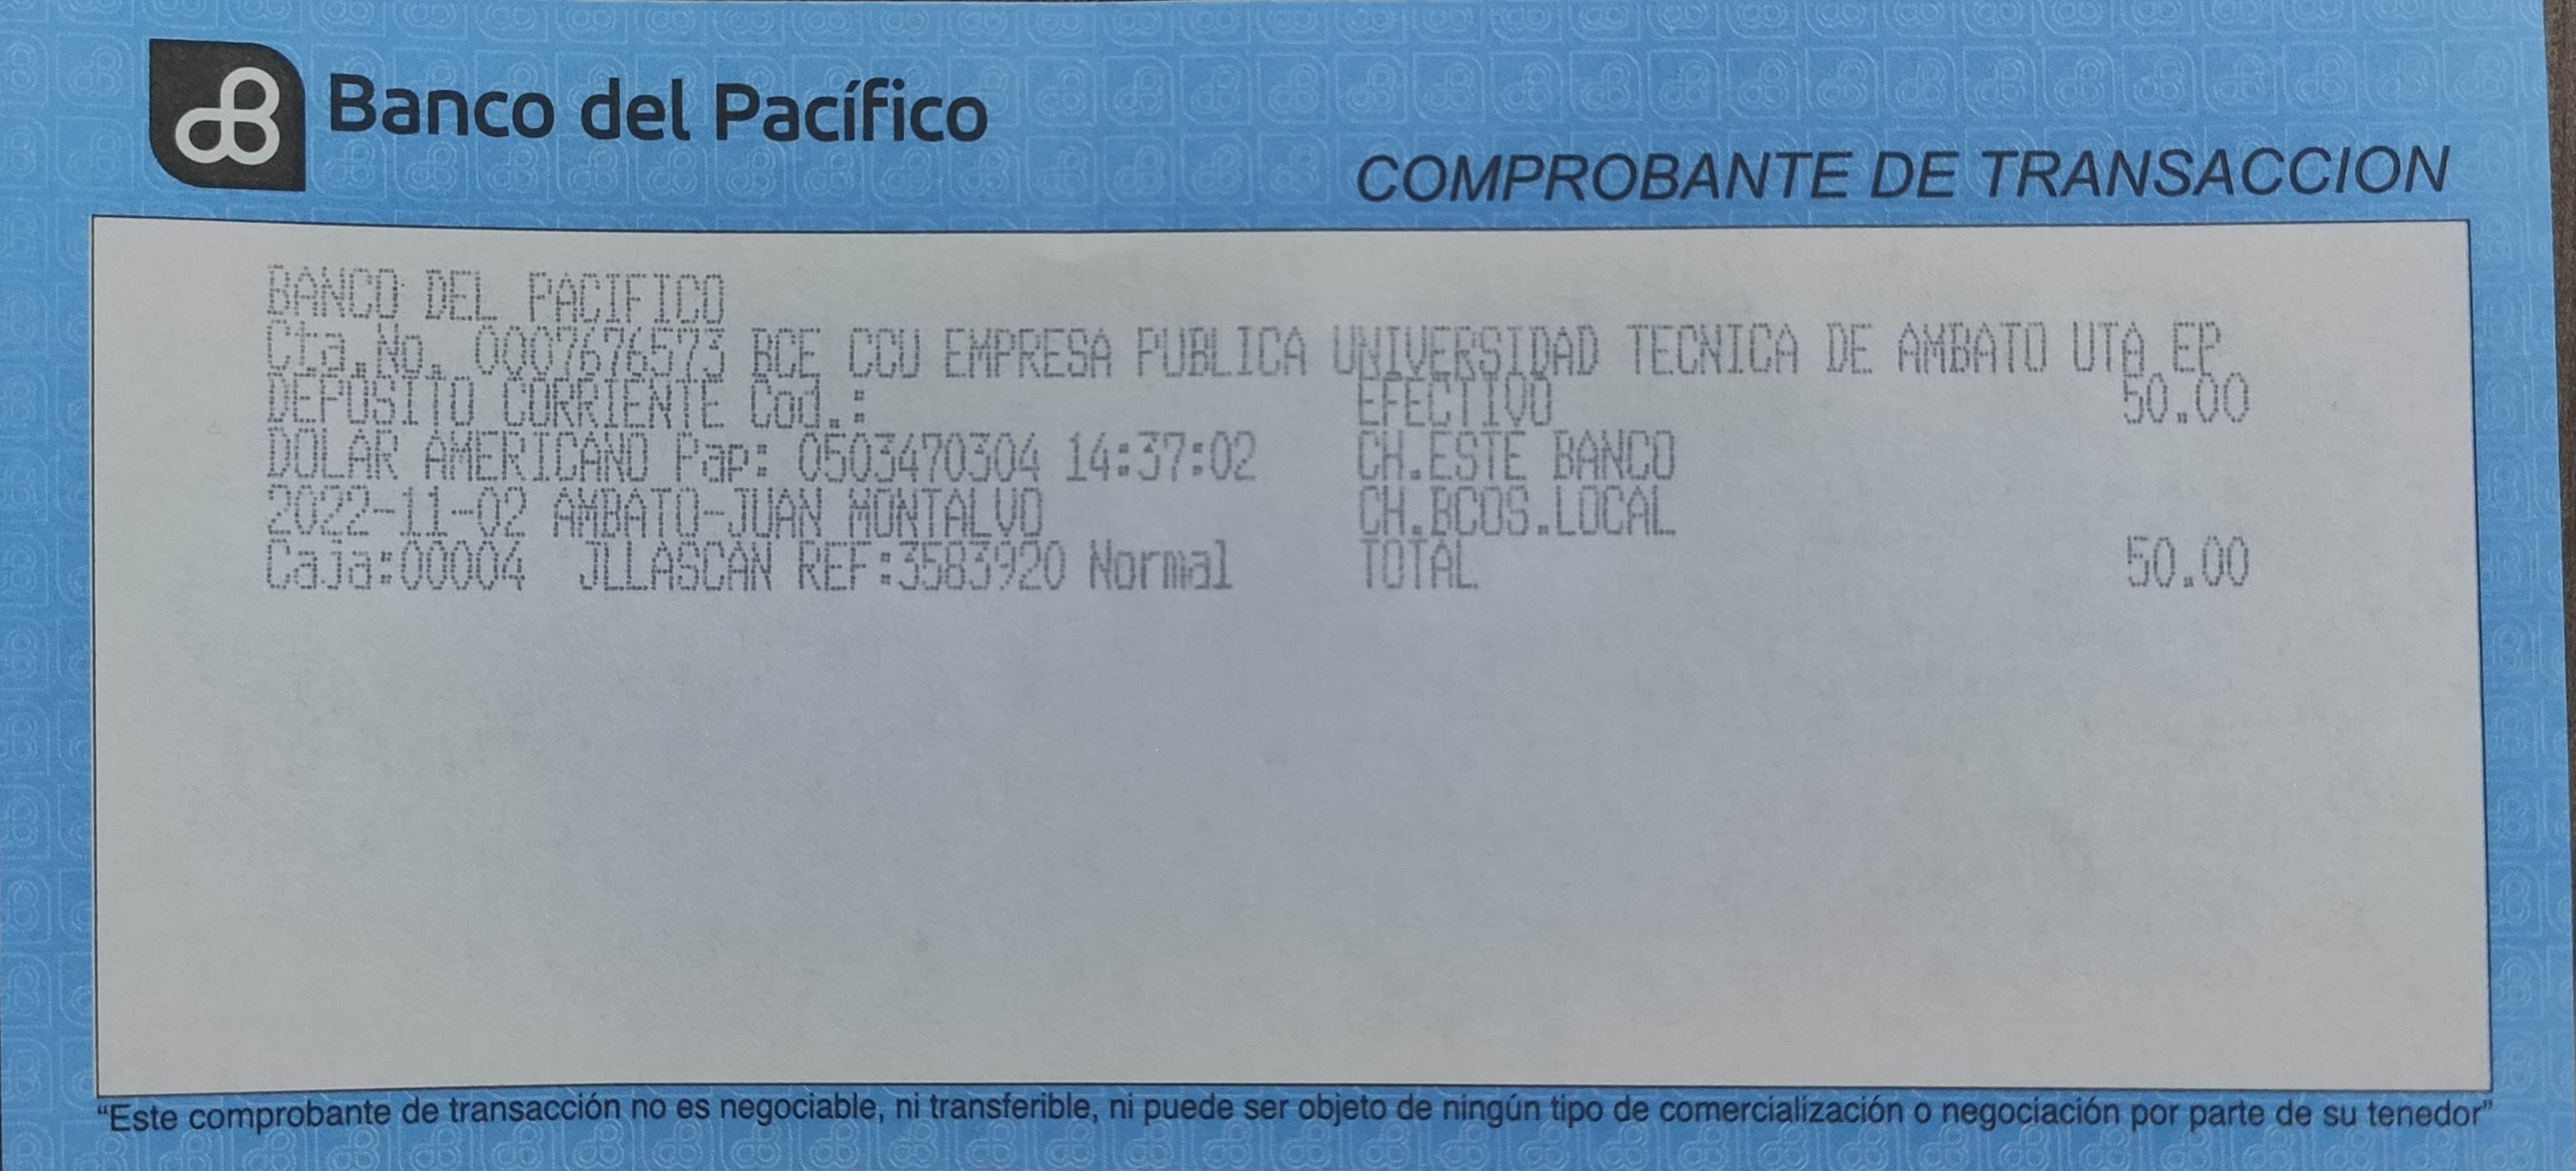 Banco del Pacífico
COMPROBANTE DE TRANSACCION
BANCO DEL PACIFICO
Cta.No. 0007676573 BCE CCU EMPRESA PUBLICA UNIVERSIDAD TECNICA DE AMBATO UTA EP
DEPOSITO CORRIENTE Cod.: EFECTIVO 50.00
DOLAR AMERICANO Pap: 0503470304 14:37:02 CH.ESTE BANCO
2022-11-02 AMBATO-JUAN MONTALVO CH.BCOS.LOCAL
Caja:00004 JLLASCAN REF:3583920 Normal TOTAL 50.00
“Este comprobante de transacción no es negociable, ni transferible, ni puede ser objeto de ningún tipo de comercialización o negociación por parte de su tenedor”